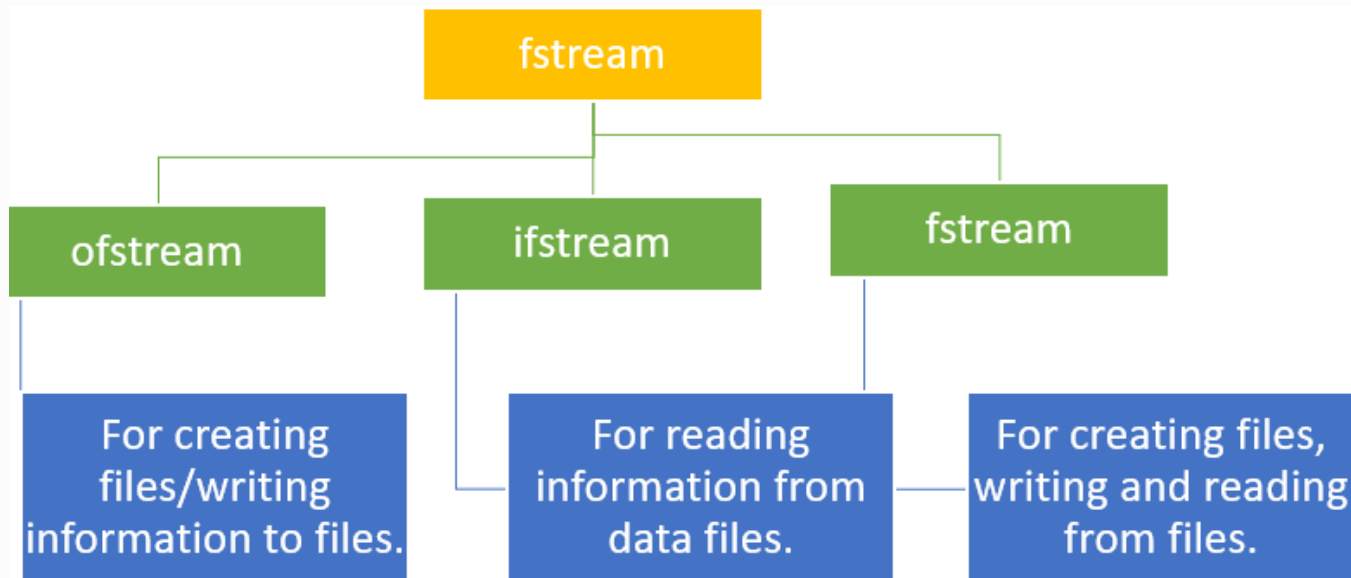 fstream
ofstream
ifstream
fstream
For creating
files/writing
information to files.
For reading
information from
data files.
For creating files,
writing and reading
from files.